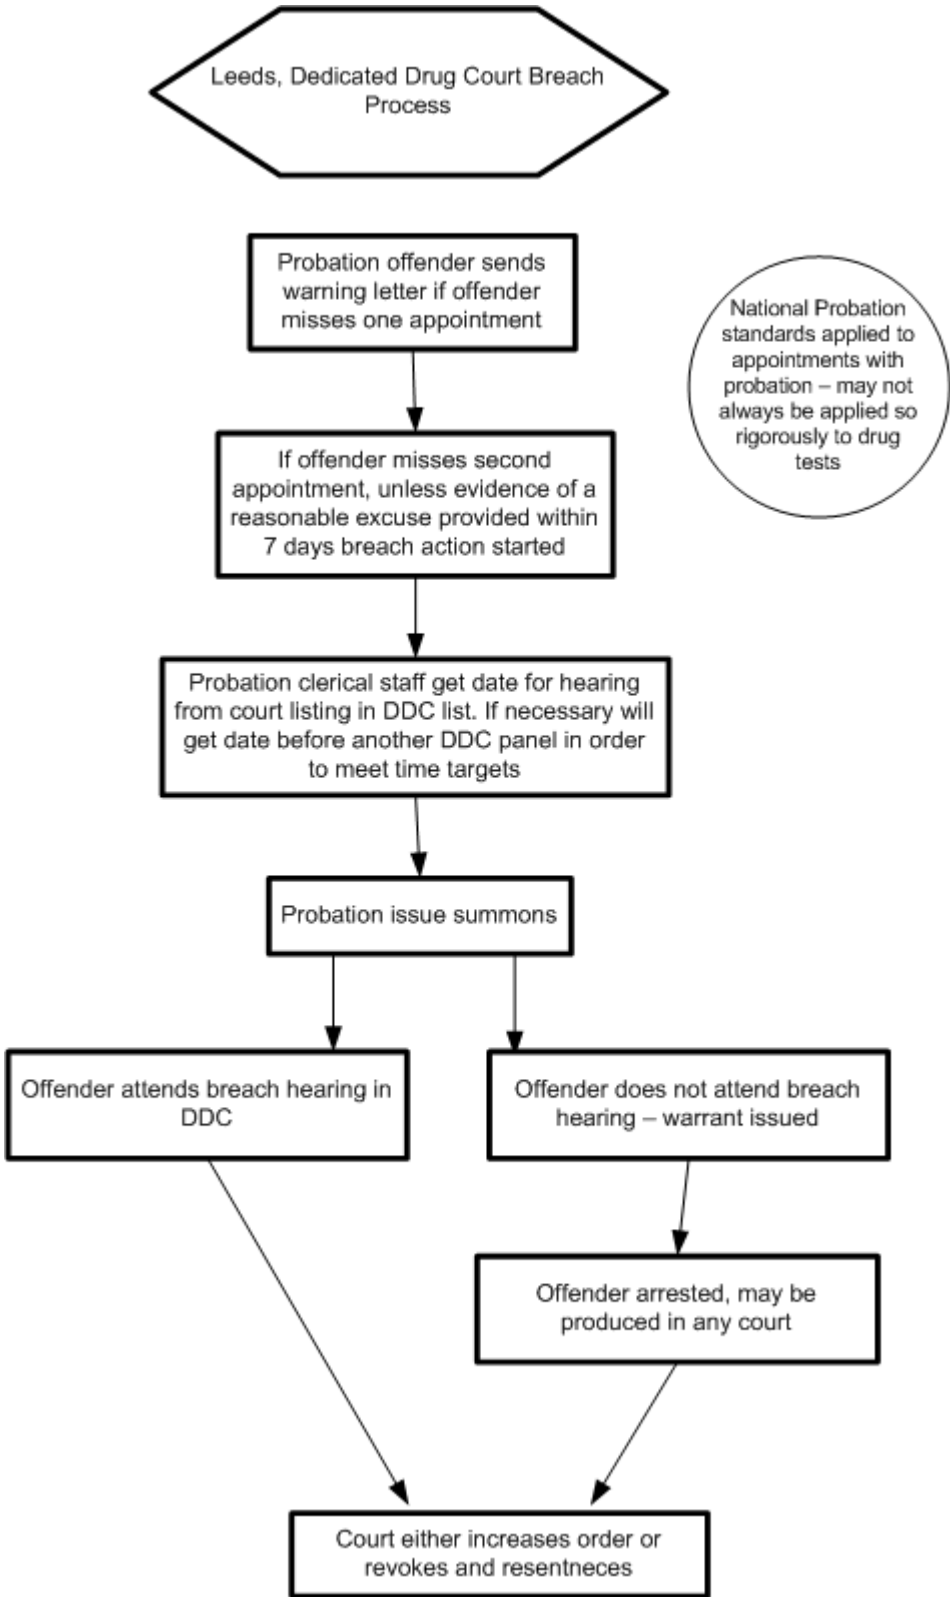 Leeds, Dedicated Drug Court Breach
Process
Probation offender sends
warning letter if offender
misses one appointment
National Probation
standards applied to
appointments with
probation – may not
always be applied so
rigorously to drug
tests
If offender misses second
appointment, unless evidence of a
reasonable excuse provided within
7 days breach action started
Probation clerical staff get date for hearing
from court listing in DDC list. If necessary will
get date before another DDC panel in order
to meet time targets
Probation issue summons
Offender attends breach hearing in
DDC
Offender does not attend breach
hearing – warrant issued
Offender arrested, may be
produced in any court
Court either increases order or
revokes and resentneces